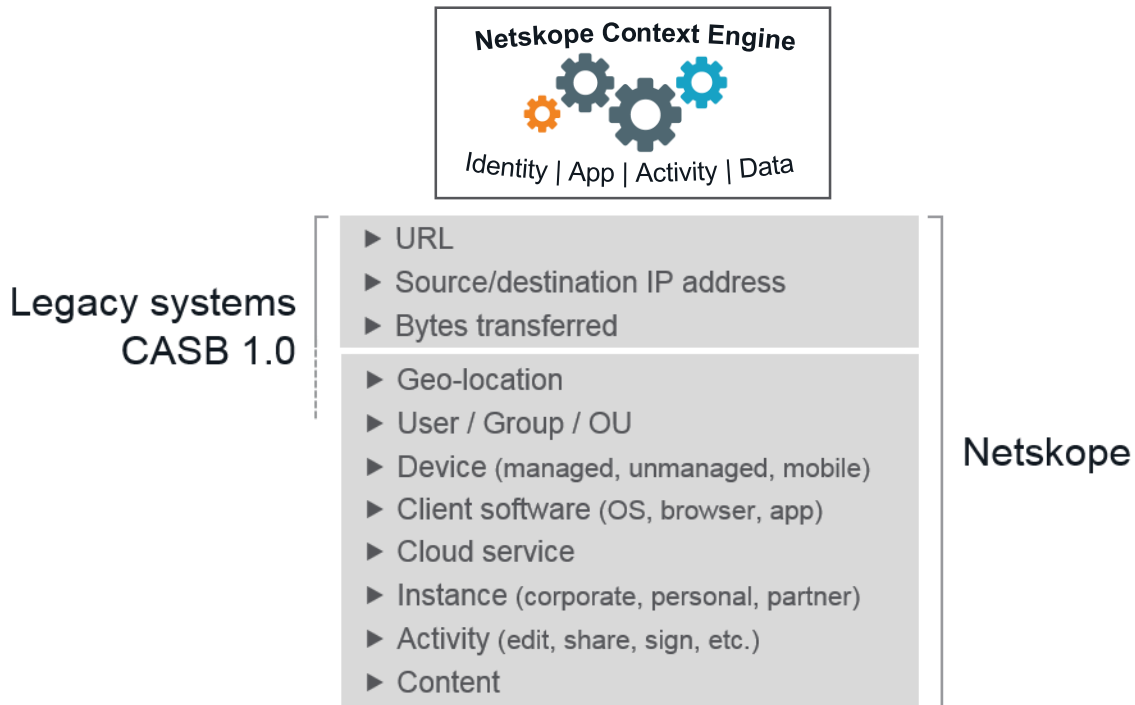 Netskope Context Engine
Identity | App | Activity | Data
Legacy systems
CASB 1.0
► URL
► Source/destination IP address
► Bytes transferred
► Geo-location
► User / Group / OU
► Device (managed, unmanaged, mobile)
► Client software (OS, browser, app)
► Cloud service
► Instance (corporate, personal, partner)
► Activity (edit, share, sign, etc.)
► Content
Netskope